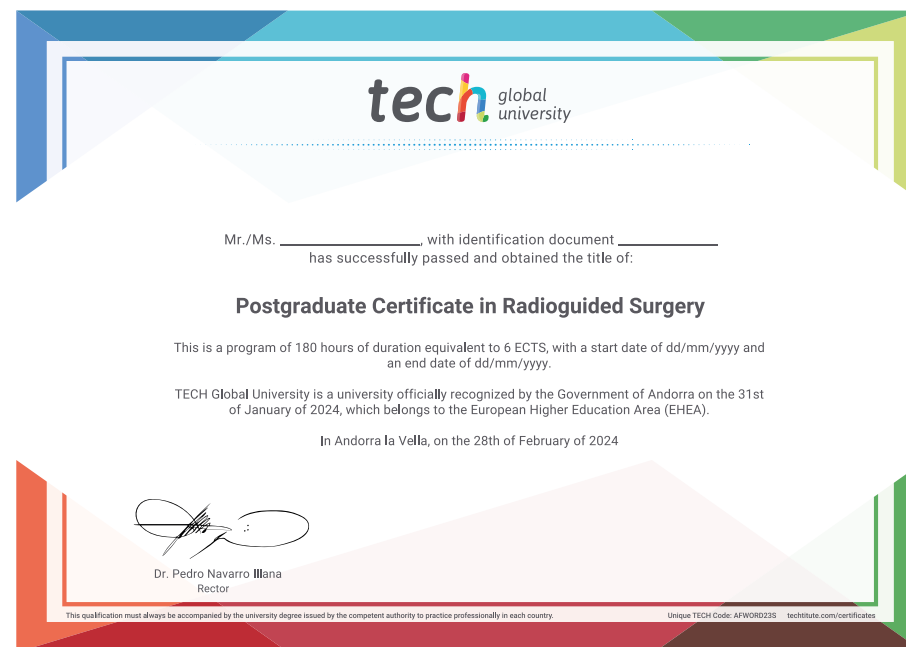 tech global
university
Mr./Ms. ____________, with identification document ____________
has successfully passed and obtained the title of:
Postgraduate Certificate in Radioguided Surgery
This is a program of 180 hours of duration equivalent to 6 ECTS, with a start date of dd/mm/yyyy and
an end date of dd/mm/yyyy.
TECH Global University is a university officially recognized by the Government of Andorra on the 31st
of January of 2024, which belongs to the European Higher Education Area (EHEA).
In Andorra la Vella, on the 28th of February of 2024
Dr. Pedro Navarro Illana
Rector
This qualification must always be accompanied by the university degree issued by the competent authority to practice professionally in each country.
Unique TECH Code: AFWORD23S techtitute.com/certificates